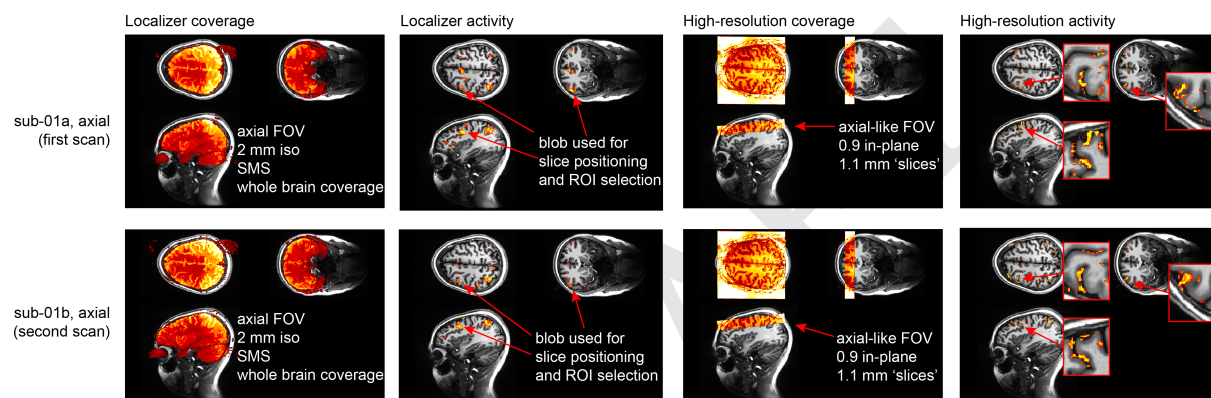 Localizer coverage
Localizer activity
High-resolution coverage
High-resolution activity
sub-01a, axial
(first scan)
axial FOV
2 mm iso
SMS
whole brain coverage
blob used for
slice positioning
and ROI selection
axial-like FOV
0.9 in-plane
1.1 mm ‘slices’
sub-01b, axial
(second scan)
axial FOV
2 mm iso
SMS
whole brain coverage
blob used for
slice positioning
and ROI selection
axial-like FOV
0.9 in-plane
1.1 mm ‘slices’